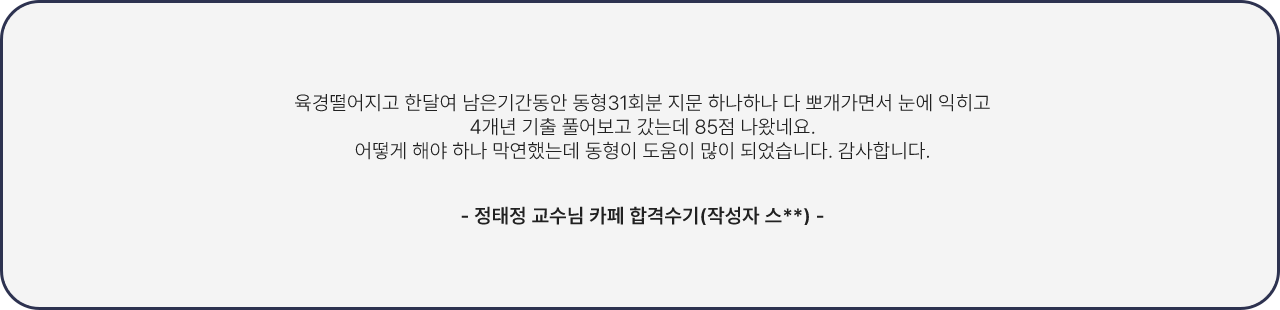 육경떨어지고 한달여 남은기간동안 동형31회분 지문 하나하나 다 뽀개가면서 눈에 익히고
4개년 기출 풀어보고 갔는데 85점 나왔네요.
어떻게 해야 하나 막연했는데 동형이 도움이 많이 되었습니다. 감사합니다.
- 정태정 교수님 카페 합격수기(작성자 스**) -